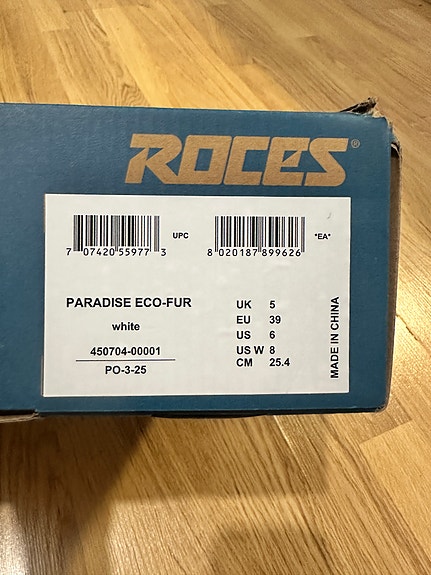 ROCES®
7 07420 55977 3 UPC 8 020187 899626 *EA*
PARADISE ECO-FUR
white
450704-00001
PO-3-25
UK 5
EU 39
US 6
US W 8
CM 25.4
MADE IN CHINA